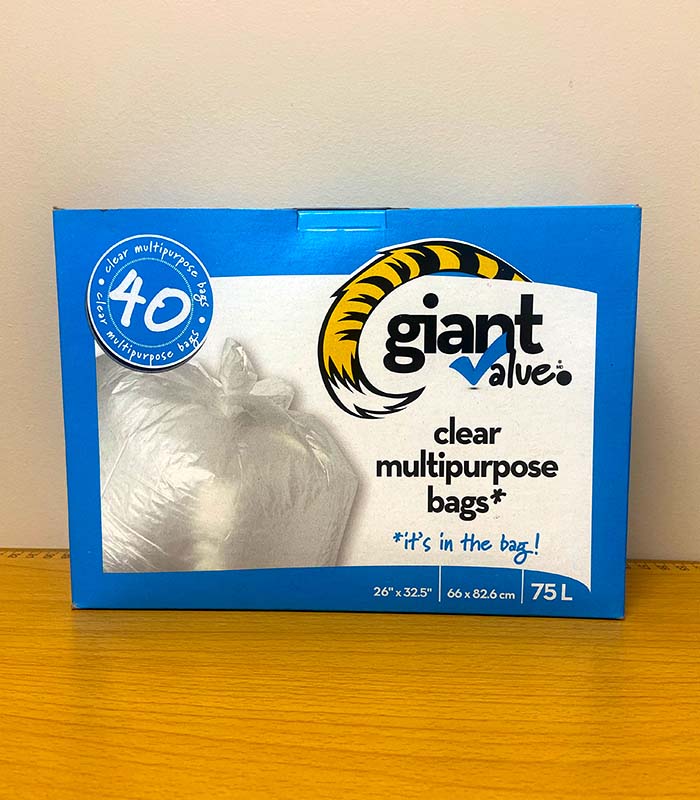 • clear multipurpose bags •
40
clear multipurpose bags
giant
value
®
MD
clear
multipurpose
bags*
*it's in the bag!
26" x 32.5"
66 x 82.6 cm
75 L